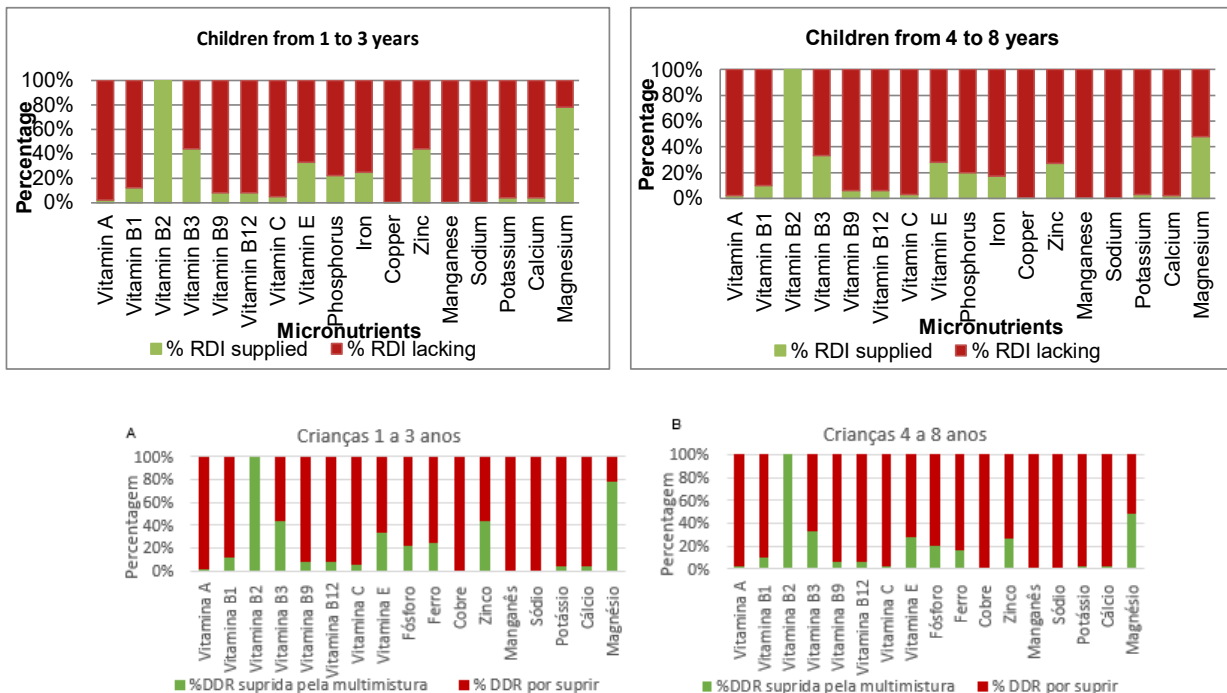 Children from 1 to 3 years
Percentage
100%
80%
60%
40%
20%
0%
Vitamin A
Vitamin B1
Vitamin B2
Vitamin B3
Vitamin B9
Vitamin B12
Vitamin C
Vitamin E
Phosphorus
Iron
Copper
Zinc
Manganese
Sodium
Potassium
Calcium
Magnesium
Micronutrients
% RDI supplied % RDI lacking
Children from 4 to 8 years
Percentage
100%
80%
60%
40%
20%
0%
Vitamin A
Vitamin B1
Vitamin B2
Vitamin B3
Vitamin B9
Vitamin B12
Vitamin C
Vitamin E
Phosphorus
Iron
Copper
Zinc
Manganese
Sodium
Potassium
Calcium
Magnesium
Micronutrients
% RDI supplied % RDI lacking
A
Crianças 1 a 3 anos
Percentagem
100%
80%
60%
40%
20%
0%
Vitamina A
Vitamina B1
Vitamina B2
Vitamina B3
Vitamina B9
Vitamina B12
Vitamina C
Vitamina E
Fósforo
Ferro
Cobre
Zinco
Manganês
Sódio
Potássio
Cálcio
Magnésio
%DDR suprida pela multimistura % DDR por suprir
B
Crianças 4 a 8 anos
Percentagem
100%
80%
60%
40%
20%
0%
Vitamina A
Vitamina B1
Vitamina B2
Vitamina B3
Vitamina B9
Vitamina B12
Vitamina C
Vitamina E
Fósforo
Ferro
Cobre
Zinco
Manganês
Sódio
Potássio
Cálcio
Magnésio
%DDR suprida pela multimistura % DDR por suprir